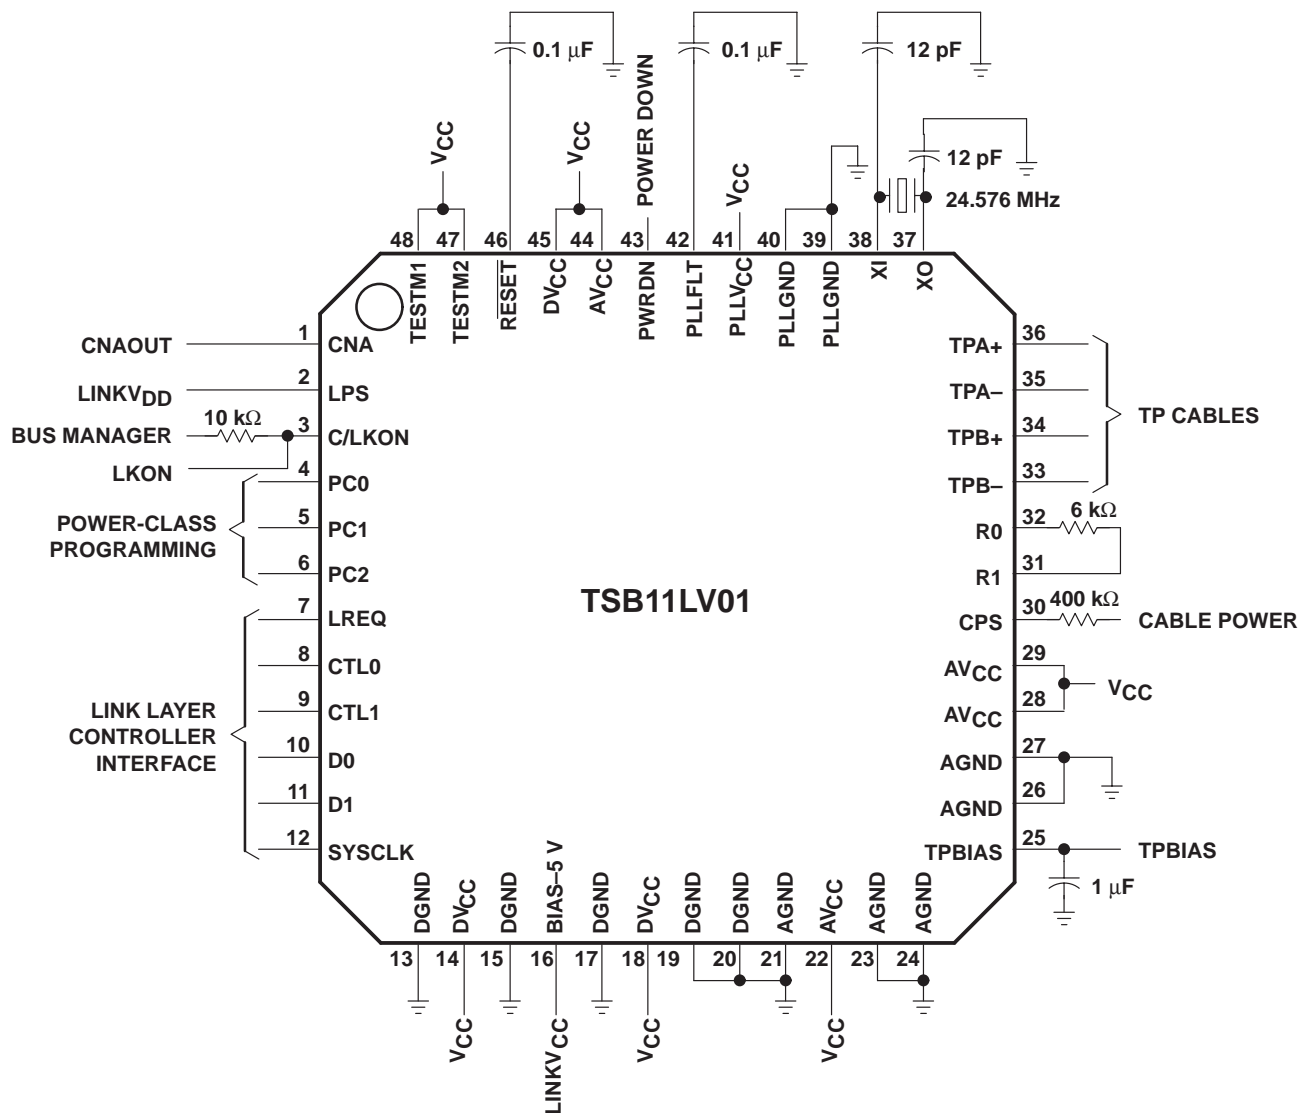 0.1 μF
0.1 μF
12 pF
POWER DOWN
VCC
VCC
VCC
12 pF
24.576 MHz
48 47 46 45 44 43 42 41 40 39 38 37
TESTM1
TESTM2
RESET
DVCC
AVCC
PWRDN
PLLFLT
PLLVCC
PLLGND
PLLGND
XI
XO
CNAOUT 1 CNA
LINKVDD 2 LPS
BUS MANAGER 10 kΩ 3 C/LKON
LKON
4 PC0
POWER-CLASS
PROGRAMMING
5 PC1
6 PC2
7 LREQ
8 CTL0
9 CTL1
LINK LAYER
CONTROLLER
INTERFACE
10 D0
11 D1
12 SYSCLK
TSB11LV01
TPA+ 36
TPA– 35
TP CABLES
TPB+ 34
TPB– 33
R0 32 6 kΩ
R1 31
CPS 30 400 kΩ CABLE POWER
AVCC 29
VCC
AVCC 28
AGND 27
AGND 26
TPBIAS 25 TPBIAS
1 μF
DGND
DVCC
DGND
BIAS–5 V
DGND
DVCC
DGND
DGND
AGND
AVCC
AGND
AGND
13 14 15 16 17 18 19 20 21 22 23 24
VCC
LINKVCC
VCC
VCC